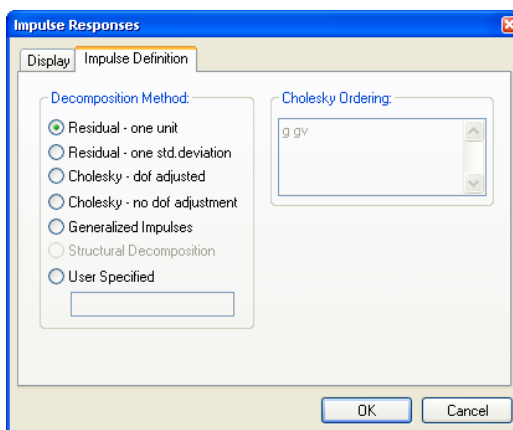 Impulse Responses
Display
Impulse Definition
Decomposition Method:
Residual - one unit
Residual - one std.deviation
Cholesky - dof adjusted
Cholesky - no dof adjustment
Generalized Impulses
Structural Decomposition
User Specified
Cholesky Ordering:
g gv
OK
Cancel